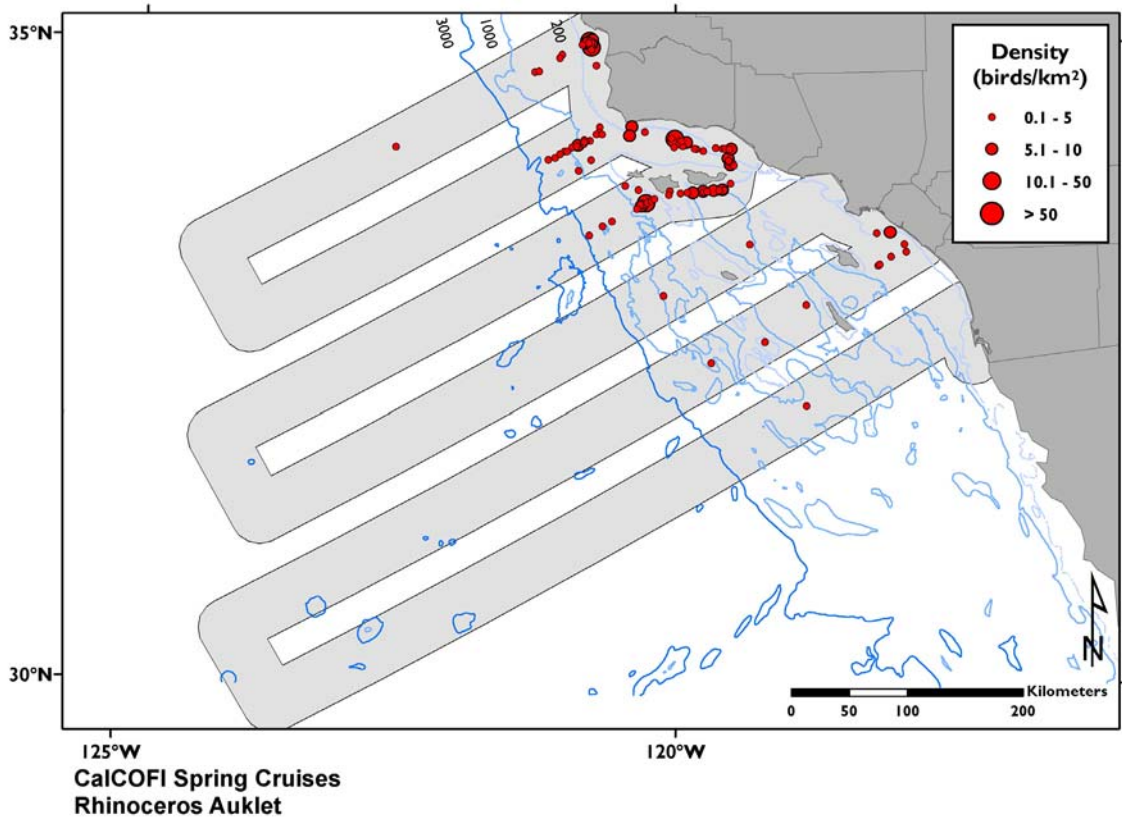 35°N
3000
1000
200
Density
(birds/km²)
0.1 - 5
5.1 - 10
10.1 - 50
> 50
N
Kilometers
0 50 100 200
30°N
125°W 120°W
CalCOFI Spring Cruises
Rhinoceros Auklet